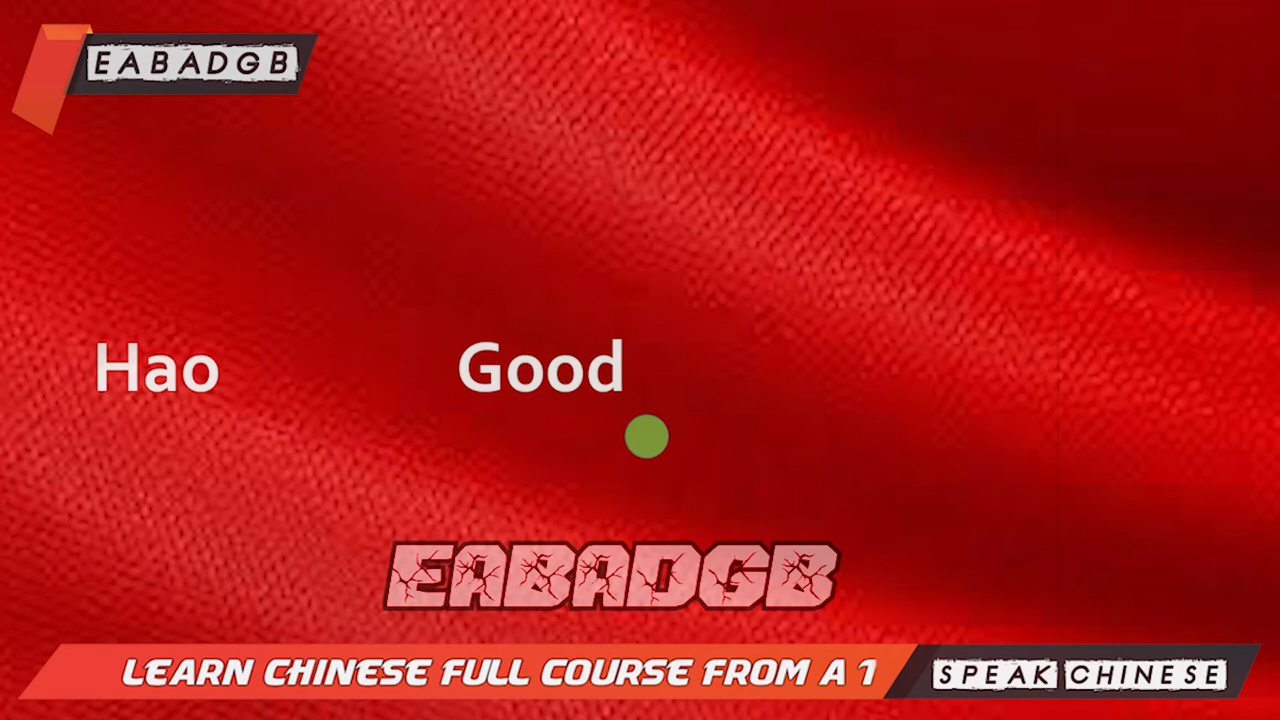 EABADGB
Hao Good
EABADGB
LEARN CHINESE FULL COURSE FROM A 1
SPEAK CHINESE